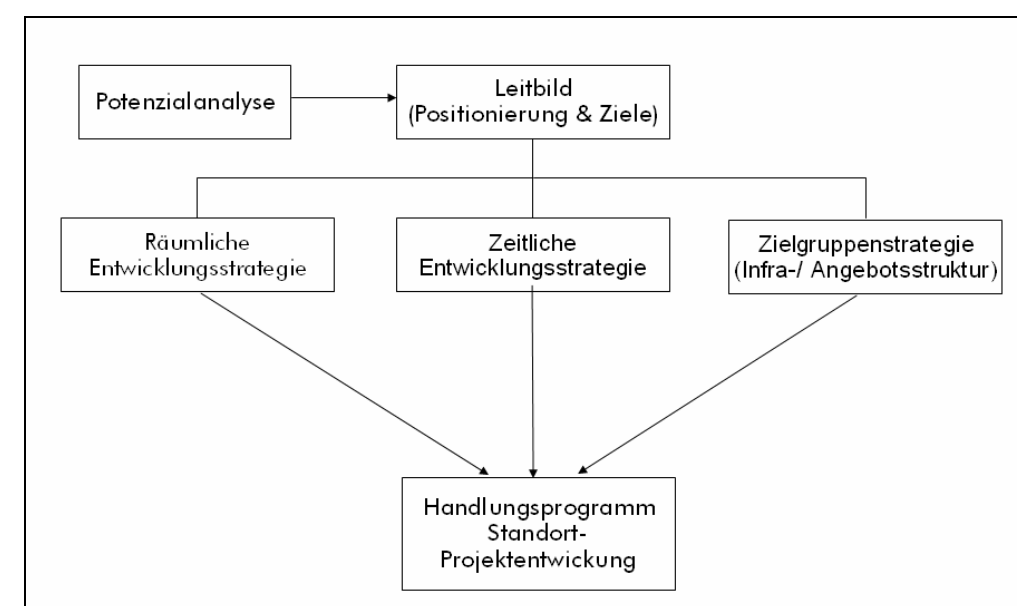 Potenzialanalyse
Leitbild
(Positionierung & Ziele)
Räumliche
Entwicklungsstrategie
Zeitliche
Entwicklungsstrategie
Zielgruppenstrategie
(Infra-/ Angebotsstruktur)
Handlungsprogramm
Standort-
Projektentwickung